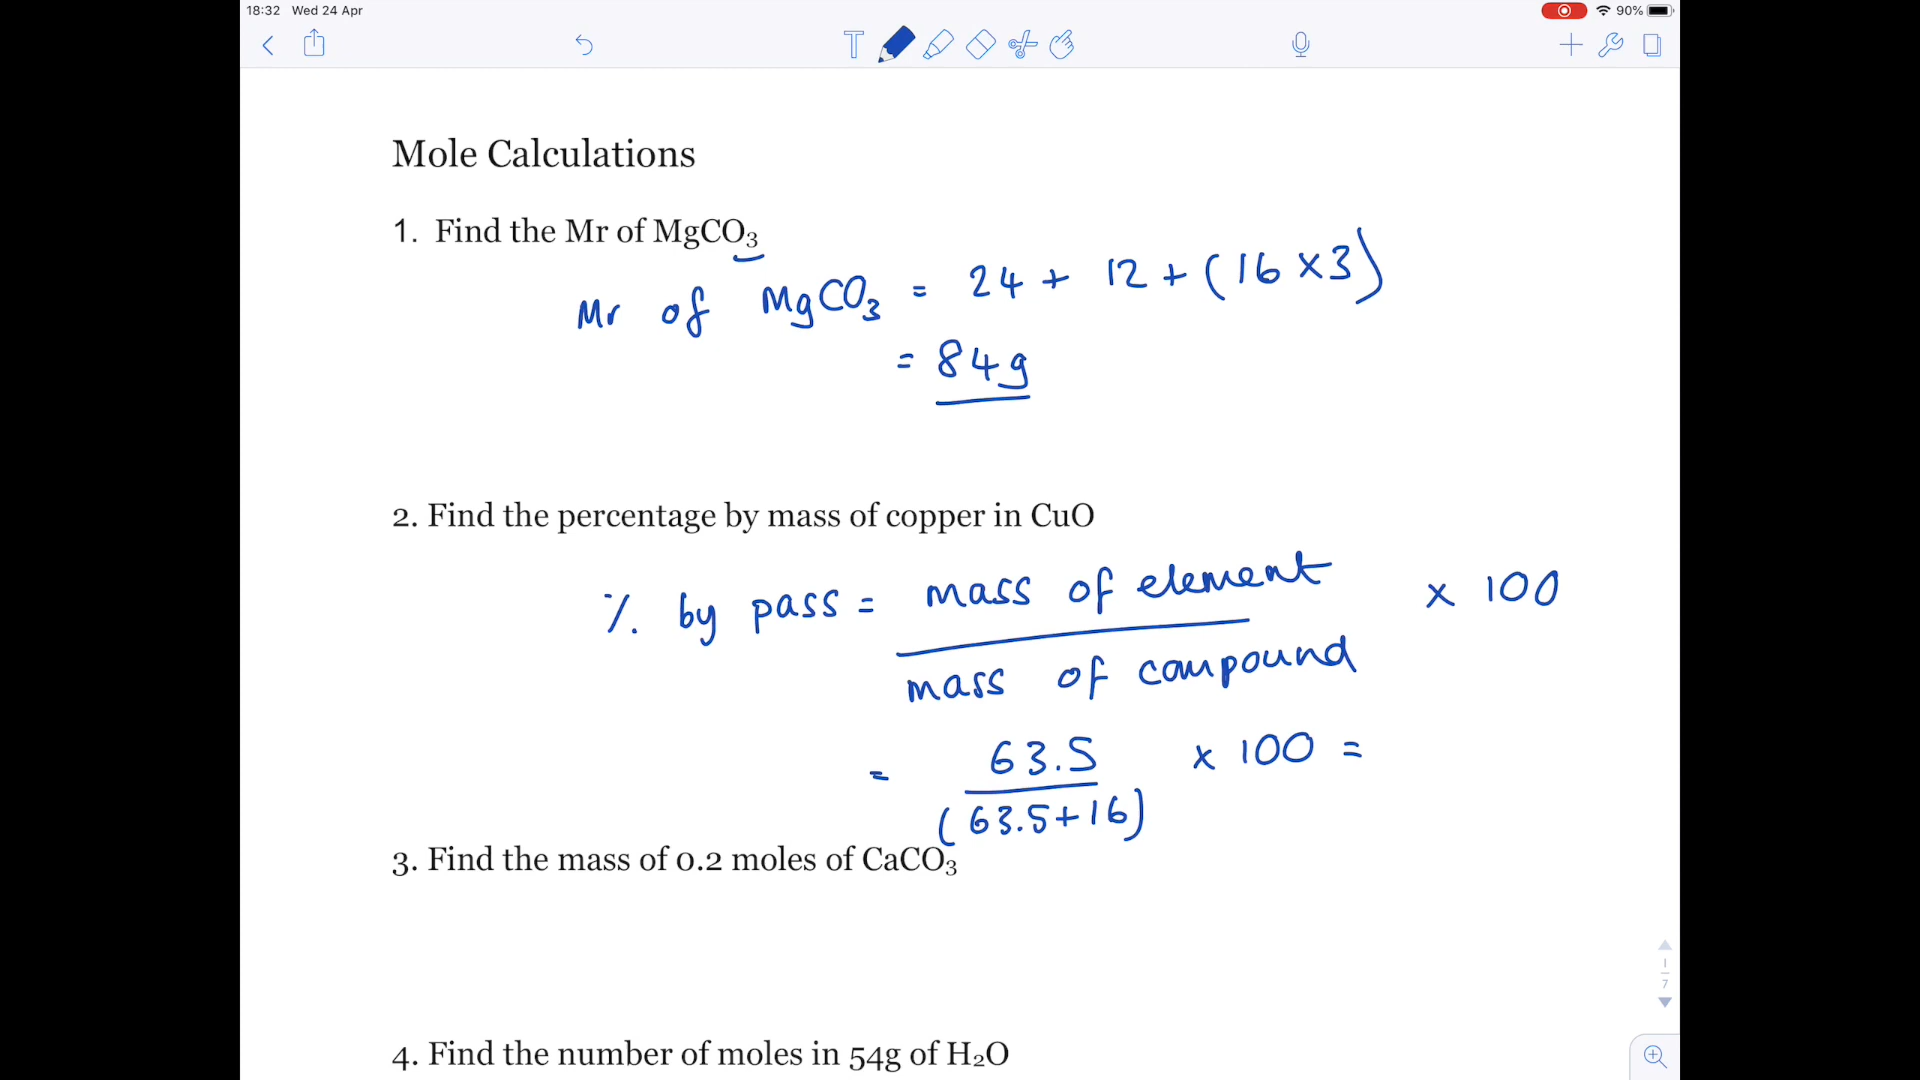 18:32 Wed 24 Apr
90%
T
Mole Calculations
1. Find the Mr of MgCO₃
Mr of MgCO₃ = 24 + 12 + (16 ×3)
= 84g
2. Find the percentage by mass of copper in CuO
% by pass = mass of element × 100
mass of compound
= 63.5 × 100 =
(63.5+16)
3. Find the mass of 0.2 moles of CaCO₃
1
7
4. Find the number of moles in 54g of H₂O